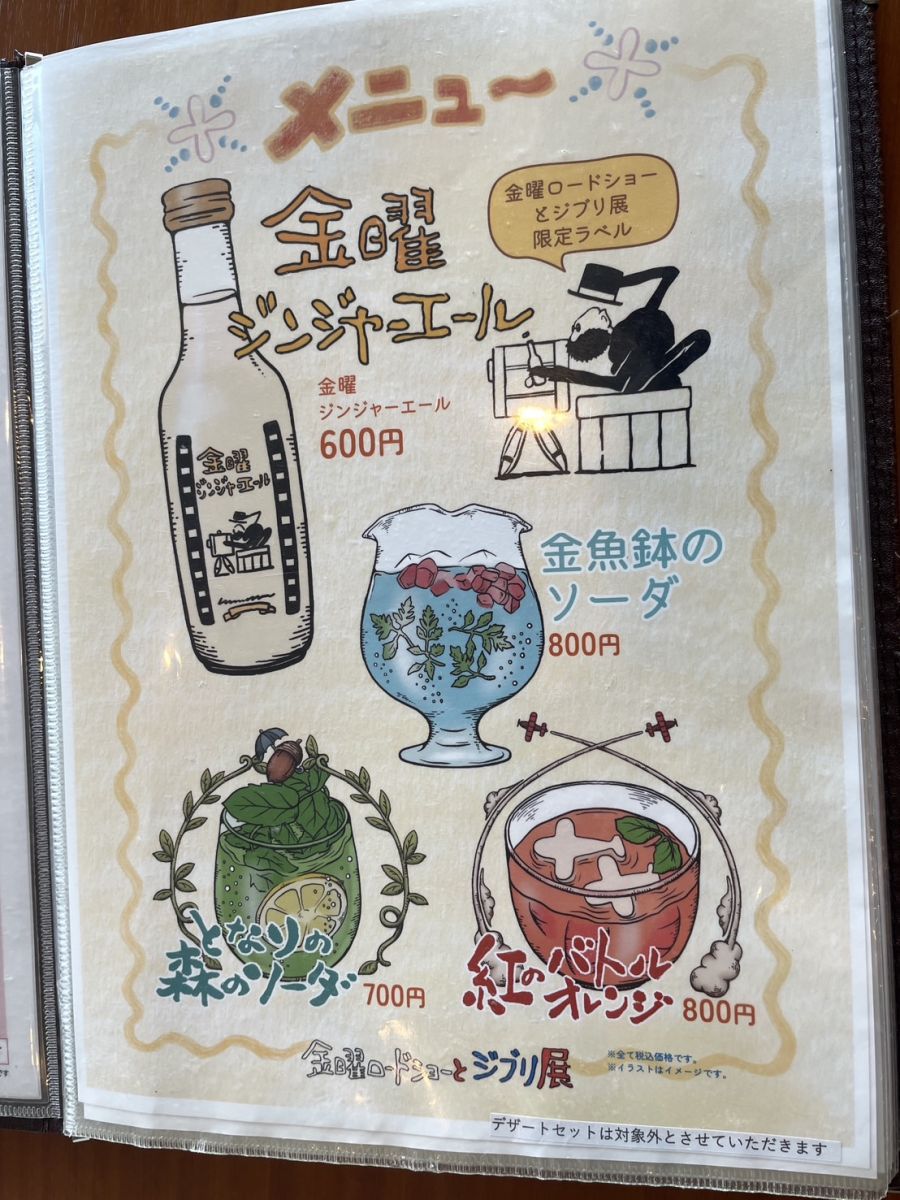 メニュー
金曜ロードショー
とジブリ展
限定ラベル
金曜
ジンジャーエール
金曜
ジンジャーエール
600円
金曜
ジンジャーエール
金魚鉢の
ソーダ
800円
となりの
森のソーダ
700円
紅のバトル
オレンジ
800円
金曜ロードショーとジブリ展
※全て税込価格です。
※イラストはイメージです。
デザートセットは対象外とさせていただきます